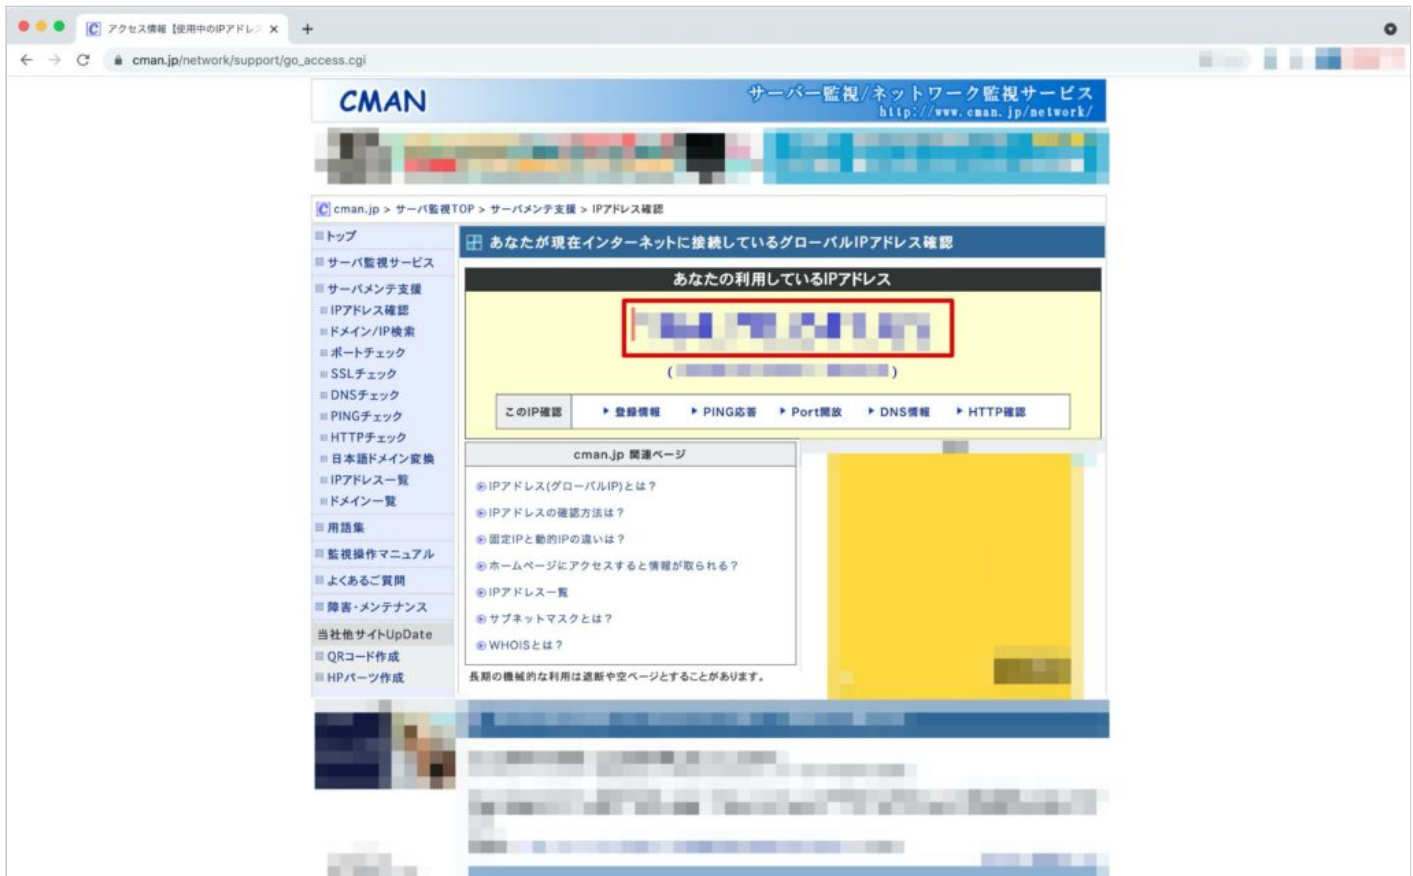 アクセス情報【使用中のIPアドレス
cman.jp/network/support/go_access.cgi
CMAN
サーバー監視/ネットワーク監視サービス
http://www.cman.jp/network/
cman.jp > サーバ監視TOP > サーバメンテ支援 > IPアドレス確認
トップ
サーバ監視サービス
サーバメンテ支援
IPアドレス確認
ドメイン/IP検索
ポートチェック
SSLチェック
DNSチェック
PINGチェック
HTTPチェック
日本語ドメイン変換
IPアドレス一覧
ドメイン一覧
用語集
監視操作マニュアル
よくあるご質問
障害・メンテナンス
当社他サイトUpDate
QRコード作成
HPパーツ作成
あなたが現在インターネットに接続しているグローバルIPアドレス確認
あなたの利用しているIPアドレス
( )
このIP確認 登録情報 PING応答 Port開放 DNS情報 HTTP確認
cman.jp 関連ページ
IPアドレス(グローバルIP)とは？
IPアドレスの確認方法は？
固定IPと動的IPの違いは？
ホームページにアクセスすると情報が取られる？
IPアドレス一覧
サブネットマスクとは？
WHOISとは？
長期の機械的な利用は遮断や空ページとすることがあります。